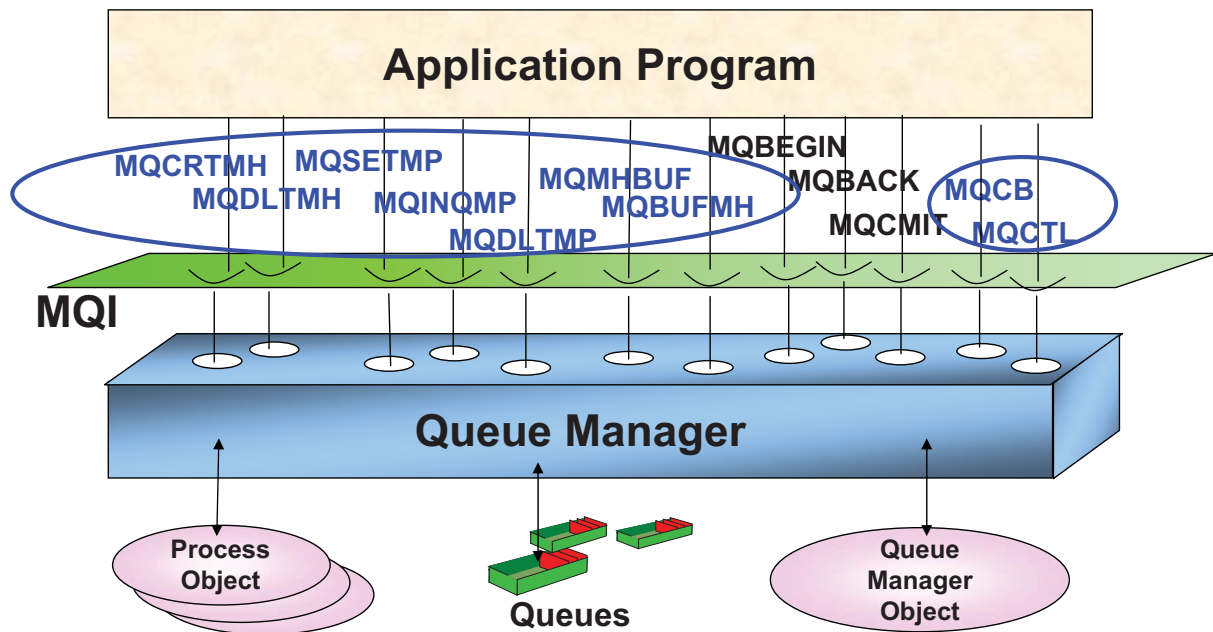 Application Program
MQBEGIN
MQCRTMH
MQSETMP
MQMHBUF
MQBACK
MQCB
MQDLTMH
MQINQMP
MQBUFMH
MQCMIT
MQCTL
MQDLTMP
MQI
Queue Manager
Process
Object
Queues
Queue
Manager
Object